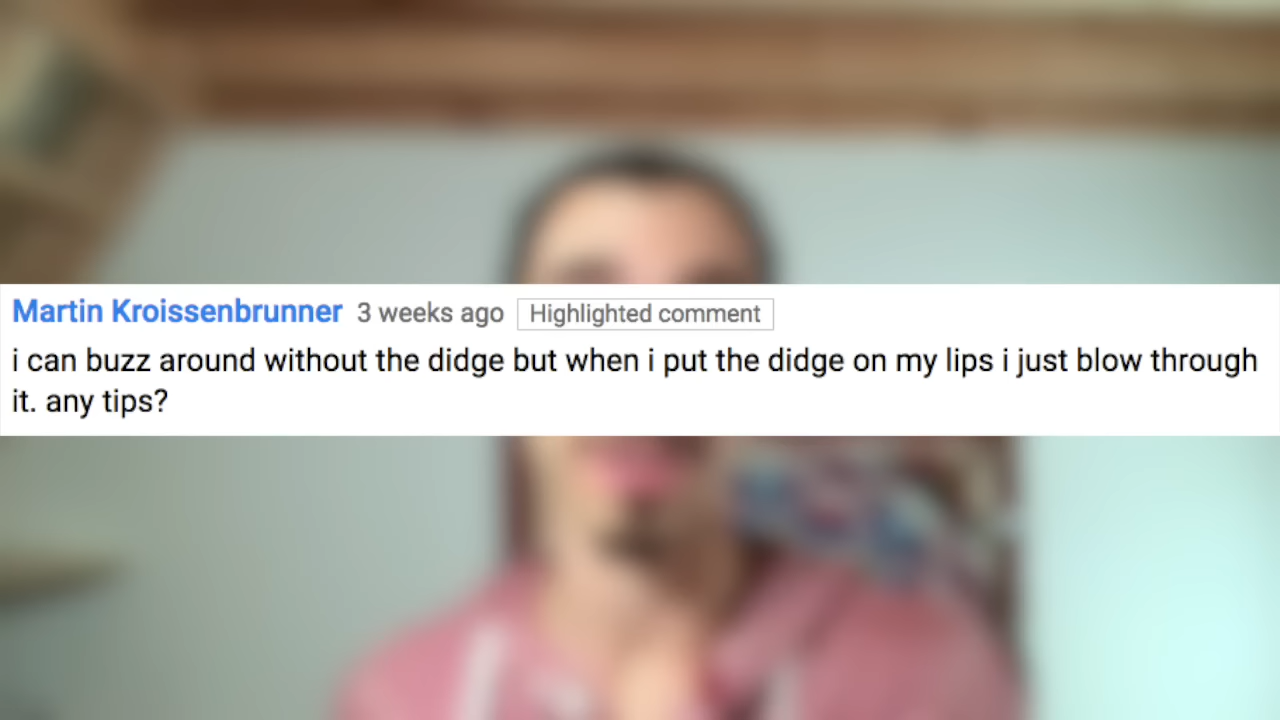 Martin Kroissenbrunner 3 weeks ago Highlighted comment
i can buzz around without the didge but when i put the didge on my lips i just blow through
it. any tips?